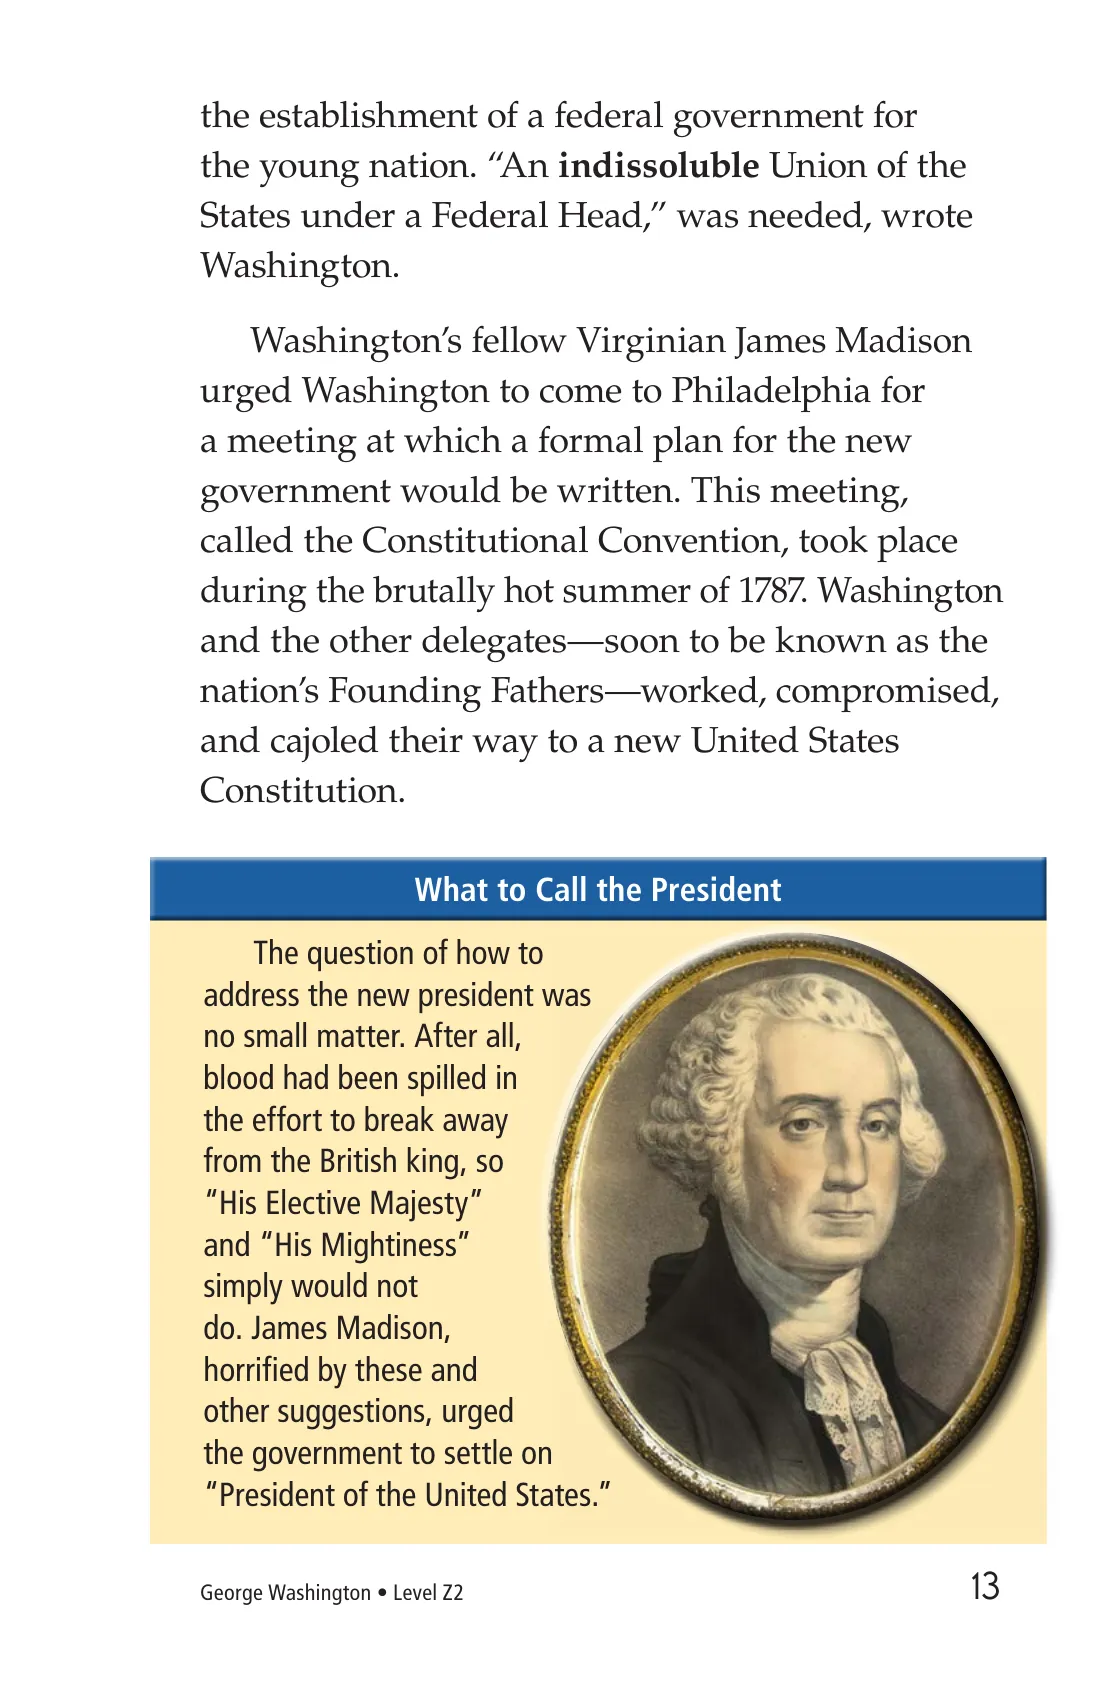 the establishment of a federal government for
the young nation. “An indissoluble Union of the
States under a Federal Head,” was needed, wrote
Washington.
Washington’s fellow Virginian James Madison
urged Washington to come to Philadelphia for
a meeting at which a formal plan for the new
government would be written. This meeting,
called the Constitutional Convention, took place
during the brutally hot summer of 1787. Washington
and the other delegates—soon to be known as the
nation’s Founding Fathers—worked, compromised,
and cajoled their way to a new United States
Constitution.
What to Call the President
The question of how to
address the new president was
no small matter. After all,
blood had been spilled in
the effort to break away
from the British king, so
“His Elective Majesty”
and “His Mightiness”
simply would not
do. James Madison,
horrified by these and
other suggestions, urged
the government to settle on
“President of the United States.”
George Washington • Level Z2
13